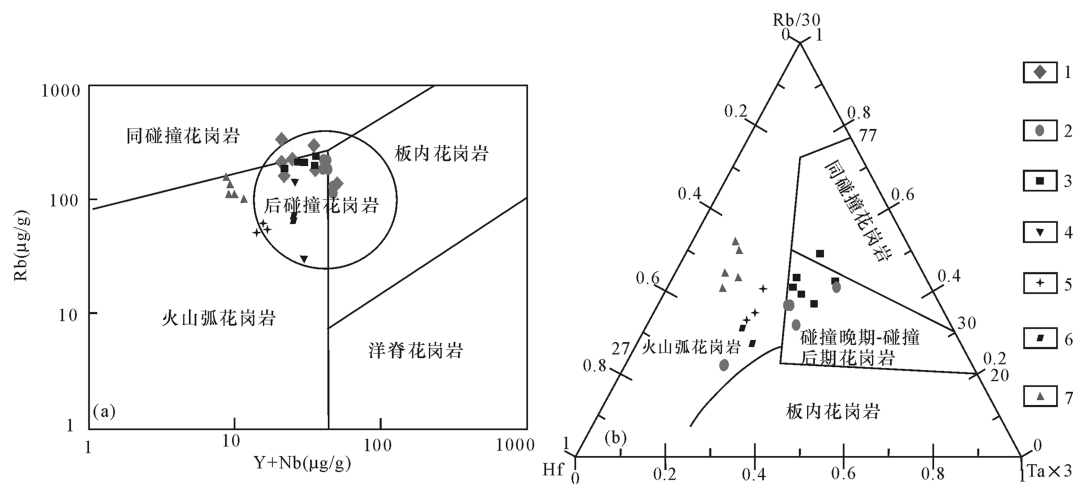 1000
100
10
1
1
10
100
1000
Rb(μg/g)
Y+Nb(μg/g)
同碰撞花岗岩
板内花岗岩
后碰撞花岗岩
火山弧花岗岩
洋脊花岗岩
(a)
Rb/30
0 1
0.2
0.8
77
0.4
0.6
0.6
0.4
30
27
0.8
0.2
20
1
0
Hf
0
0.2
0.4
0.6
0.8
1
Ta×3
同碰撞花岗岩
碰撞晚期-碰撞
后期花岗岩
火山弧花岗岩
板内花岗岩
(b)
1
2
3
4
5
6
7